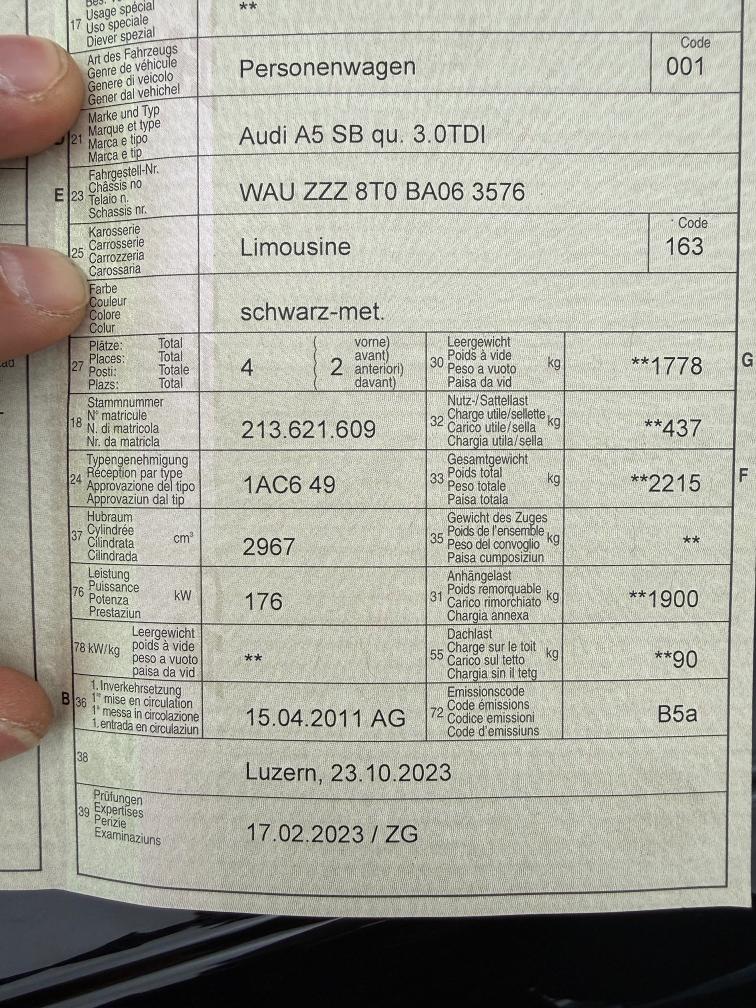 17 Usage spécial **
Uso speciale
Diever spezial
Art des Fahrzeugs Code
Genre de véhicule Personenwagen 001
Genere di veicolo
Gener dal vehichel
Marke und Typ
21 Marque et type Audi A5 SB qu. 3.0TDI
Marca e tipo
Marca e tip
Fahrgestell-Nr.
E 23 Châssis no WAU ZZZ 8T0 BA06 3576
Telaio n.
Schassis nr.
Karosserie Code
25 Carrosserie Limousine 163
Carrozzeria
Carossaria
Farbe
Couleur schwarz-met.
Colore
Colur
Plätze: Total vorne)
27 Places: Total 4 ( 2 avant)
Posti: Totale anteriori)
Plazs: Total davant)
Leergewicht
30 Poids à vide kg **1778 G
Peso a vuoto
Paisa da vid
Stammnummer
18 N° matricule 213.621.609
N. di matricola
Nr. da matricla
Nutz-/Sattellast
32 Charge utile/sellette kg **437
Carico utile/sella
Chargia utila/sella
Typengenehmigung
24 Réception par type 1AC6 49
Approvazione del tipo
Approvaziun dal tip
Gesamtgewicht
33 Poids total kg **2215 F
Peso totale
Paisa totala
Hubraum
37 Cylindrée cm³ 2967
Cilindrata
Cilindrada
Gewicht des Zuges
35 Poids de l'ensemble kg **
Peso del convoglio
Paisa cumposiziun
Leistung
76 Puissance kW 176
Potenza
Prestaziun
Anhängelast
31 Poids remorquable kg **1900
Carico rimorchiato
Chargia annexa
Leergewicht
78 kW/kg poids à vide **
peso a vuoto
paisa da vid
Dachlast
55 Charge sur le toit kg **90
Carico sul tetto
Chargia sin il tetg
1. Inverkehrsetzung
B 36 1re mise en circulation 15.04.2011 AG
1a messa in circolazione
1. entrada en circulaziun
Emissionscode
72 Code émissions B5a
Codice emissioni
Code d'emissiuns
38 Luzern, 23.10.2023
Prüfungen
39 Expertises 17.02.2023 / ZG
Perizie
Examinaziuns